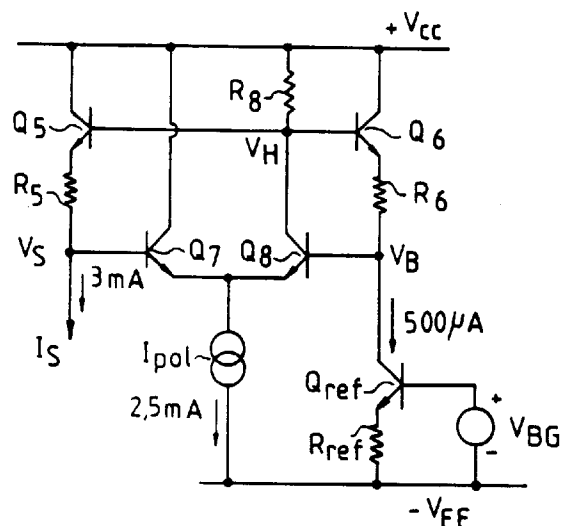 + VCC
R8
Q5
Q6
VH
R5
R6
VS
Q7
Q8
VB
3mA
500µA
IS
Ipol
Qref
2,5mA
+
VBG
-
Rref
- VEE